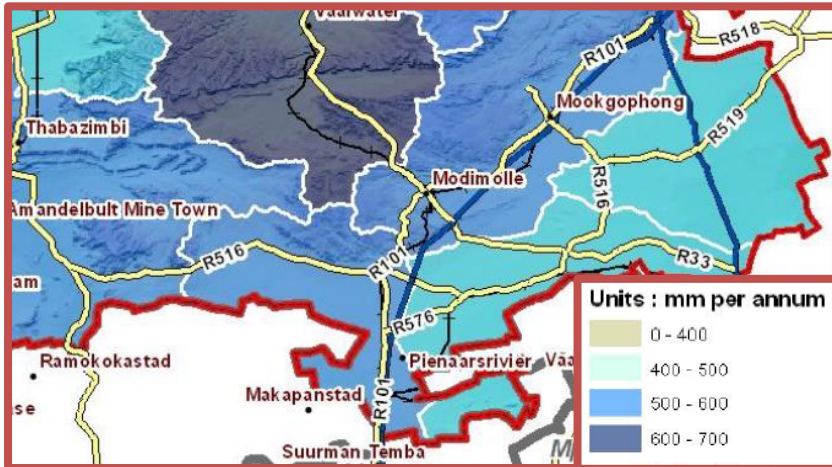 Vaalwater
R101
R518
Mookgophong
R519
Thabazimbi
Modimolle
R516
Amandelbult Mine Town
R516
R101
R33
am
R576
Ramokokastad
Pienaarsrivier
Makapanstad
R101
se
Suurman Temba
Units : mm per annum
0 - 400
400 - 500
500 - 600
600 - 700